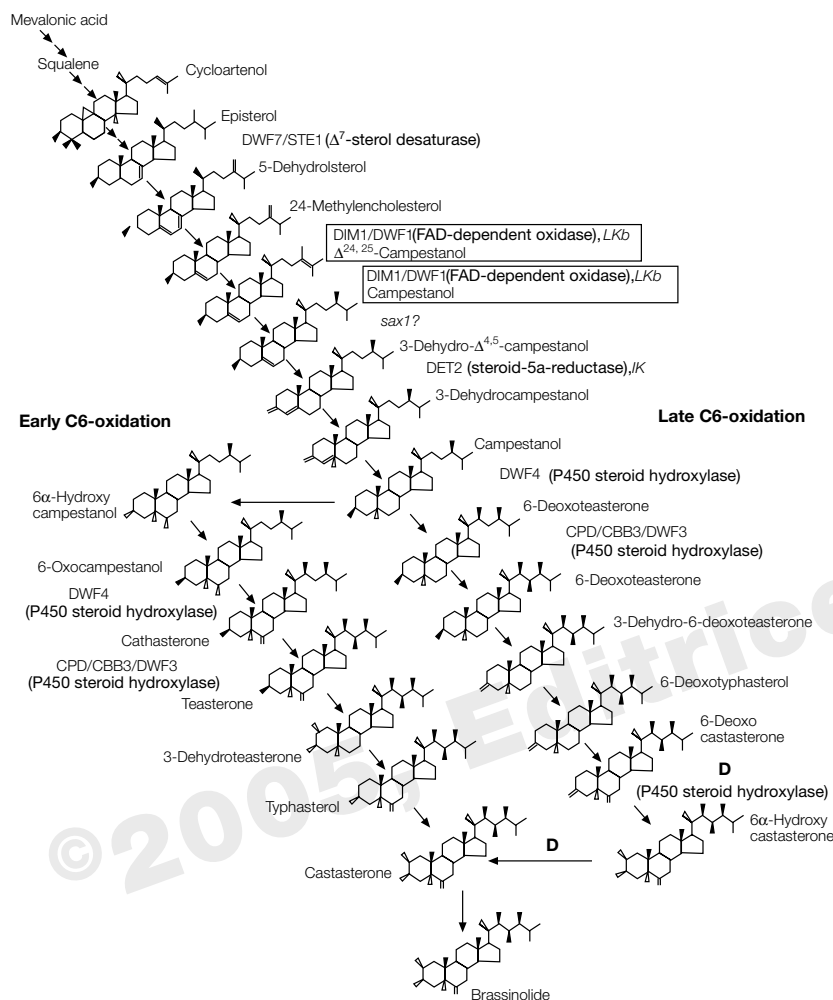 Mevalonic acid
Squalene
Cycloartenol
Episterol
DWF7/STE1 (Δ⁷-sterol desaturase)
5-Dehydrolsterol
24-Methylencholesterol
DIM1/DWF1(FAD-dependent oxidase), LKb
Δ²⁴, ²⁵-Campestanol
DIM1/DWF1(FAD-dependent oxidase), LKb
Campestanol
sax1?
3-Dehydro-Δ⁴,⁵-campestanol
DET2 (steroid-5a-reductase), lK
3-Dehydrocampestanol
Early C6-oxidation
Late C6-oxidation
Campestanol
DWF4 (P450 steroid hydroxylase)
6α-Hydroxy
campestanol
6-Deoxoteasterone
CPD/CBB3/DWF3
(P450 steroid hydroxylase)
6-Oxocampestanol
6-Deoxoteasterone
DWF4
(P450 steroid hydroxylase)
3-Dehydro-6-deoxoteasterone
Cathasterone
CPD/CBB3/DWF3
(P450 steroid hydroxylase)
6-Deoxotyphasterol
Teasterone
6-Deoxo
castasterone
3-Dehydroteasterone
D
(P450 steroid hydroxylase)
Typhasterol
6α-Hydroxy
castasterone
D
Castasterone
Brassinolide
©2005, Editrice